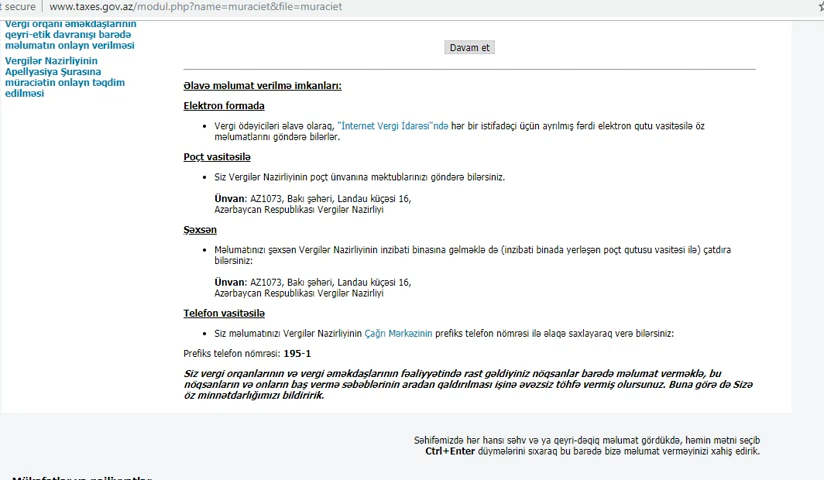 t secure
www.taxes.gov.az/modul.php?name=muraciet&file=muraciet
Vergi orqanı əməkdaşlarının
qeyri-etik davranışı barədə
məlumatın onlayn verilməsi
Vergilər Nazirliyinin
Apellyasiya Şurasına
müraciətin onlayn təqdim
edilməsi
Davam et
Əlavə məlumat verilmə imkanları:
Elektron formada
• Vergi ödəyiciləri əlavə olaraq, "İnternet Vergi İdarəsi"ndə hər bir istifadəçi üçün ayrılmış fərdi elektron qutu vasitəsilə öz
məlumatlarını göndərə bilərlər.
Poçt vasitəsilə
• Siz Vergilər Nazirliyinin poçt ünvanına məktublarınızı göndərə bilərsiniz.
Ünvan: AZ1073, Bakı şəhəri, Landau küçəsi 16,
Azərbaycan Respublikası Vergilər Nazirliyi
Şəxsən
• Məlumatınızı şəxsən Vergilər Nazirliyinin inzibati binasına gəlməklə də (inzibati binada yerləşən poçt qutusu vasitəsi ilə) çatdıra
bilərsiniz:
Ünvan: AZ1073, Bakı şəhəri, Landau küçəsi 16,
Azərbaycan Respublikası Vergilər Nazirliyi
Telefon vasitəsilə
• Siz məlumatınızı Vergilər Nazirliyinin Çağrı Mərkəzinin prefiks telefon nömrəsi ilə əlaqə saxlayaraq verə bilərsiniz:
Prefiks telefon nömrəsi: 195-1
Siz vergi orqanlarının və vergi əməkdaşlarının fəaliyyətində rast gəldiyiniz nöqsanlar barədə məlumat verməklə, bu
nöqsanların və onların baş vermə səbəblərinin aradan qaldırılması işinə əvəzsiz töhfə vermiş olursunuz. Buna görə də Sizə
öz minnətdarlığımızı bildiririk.
Səhifəmizdə hər hansı səhv və ya qeyri-dəqiq məlumat gördükdə, həmin mətni seçib
Ctrl+Enter düymələrini sıxaraq bu barədə bizə məlumat verməyinizi xahiş edirik.